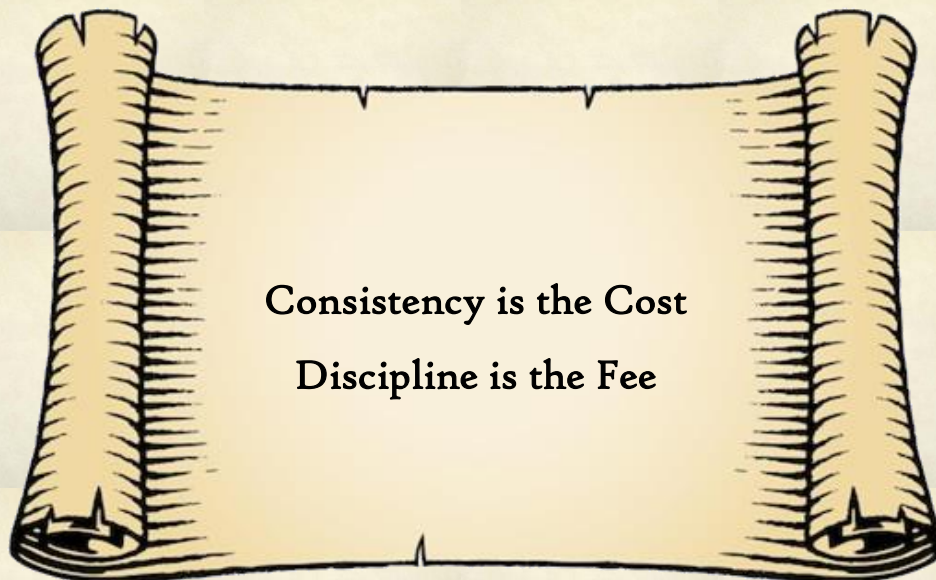 Consistency is the Cost
Discipline is the Fee